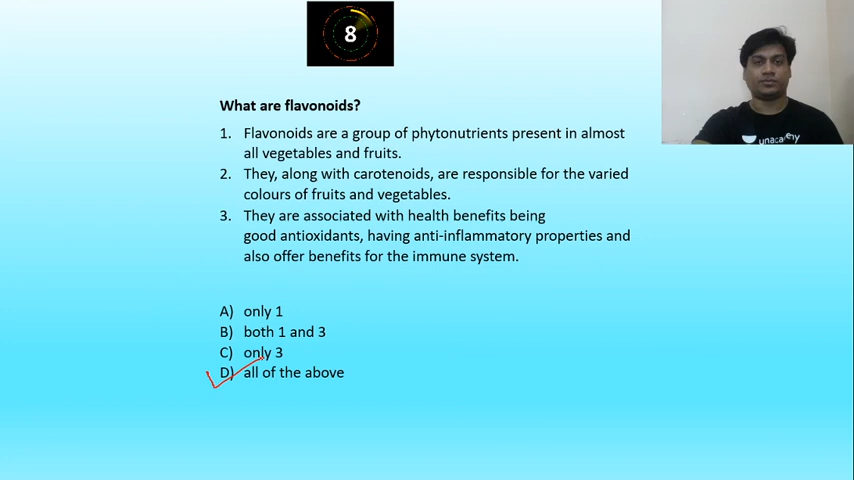 8
What are flavonoids?
1. Flavonoids are a group of phytonutrients present in almost
all vegetables and fruits.
2. They, along with carotenoids, are responsible for the varied
colours of fruits and vegetables.
3. They are associated with health benefits being
good antioxidants, having anti-inflammatory properties and
also offer benefits for the immune system.
A) only 1
B) both 1 and 3
C) only 3
D) all of the above
unacademy